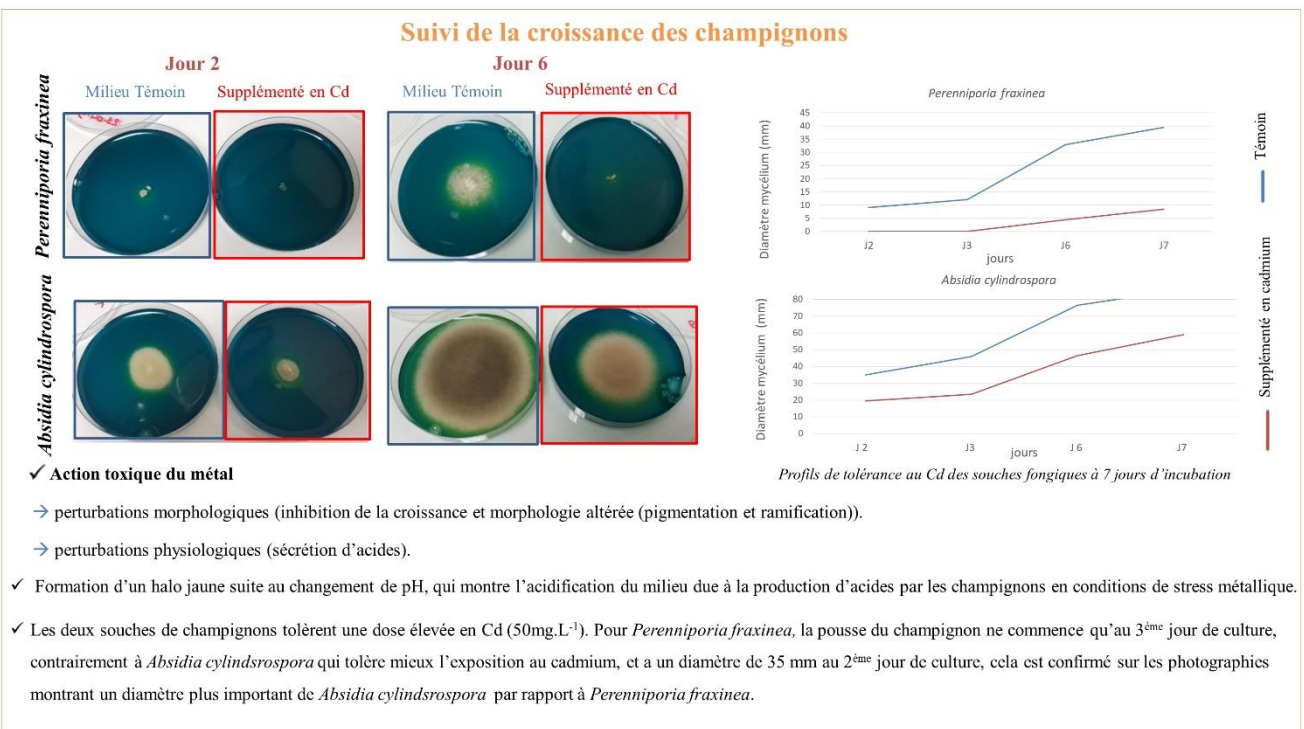 Suivi de la croissance des champignons
Jour 2
Jour 6
Milieu Témoin
Supplémenté en Cd
Milieu Témoin
Supplémenté en Cd
Perenniporia fraxinea
Absidia cylindrospora
Perenniporia fraxinea
Diamètre mycélium (mm)
45
40
35
30
25
20
15
10
5
0
J2
J3
J6
J7
jours
Absidia cylindrospora
Diamètre mycélium (mm)
80
70
60
50
40
30
20
10
0
J 2
J3
J 6
J7
jours
Témoin
Supplémenté en cadmium
Profils de tolérance au Cd des souches fongiques à 7 jours d’incubation
✓ Action toxique du métal
→ perturbations morphologiques (inhibition de la croissance et morphologie altérée (pigmentation et ramification)).
→ perturbations physiologiques (sécrétion d’acides).
✓ Formation d’un halo jaune suite au changement de pH, qui montre l’acidification du milieu due à la production d’acides par les champignons en conditions de stress métallique.
✓ Les deux souches de champignons tolèrent une dose élevée en Cd (50mg.L⁻¹). Pour Perenniporia fraxinea, la pousse du champignon ne commence qu’au 3ème jour de culture,
contrairement à Absidia cylindsrospora qui tolère mieux l’exposition au cadmium, et a un diamètre de 35 mm au 2ème jour de culture, cela est confirmé sur les photographies
montrant un diamètre plus important de Absidia cylindsrospora par rapport à Perenniporia fraxinea.